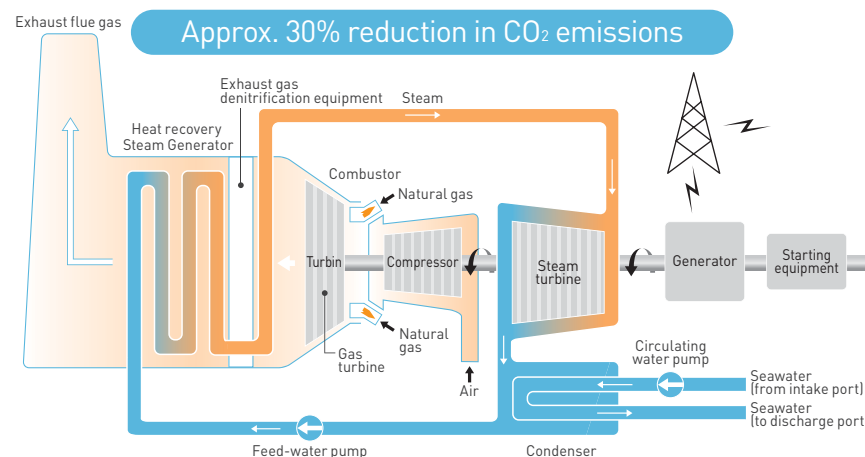 Exhaust flue gas
Approx. 30% reduction in CO₂ emissions
Exhaust gas
denitrification equipment
Steam
Heat recovery
Steam Generator
Combustor
Natural gas
Turbin
Compressor
Steam
turbine
Generator
Starting
equipment
Gas
turbine
Natural
gas
Air
Circulating
water pump
Seawater
(from intake port)
Seawater
(to discharge port)
Feed-water pump
Condenser